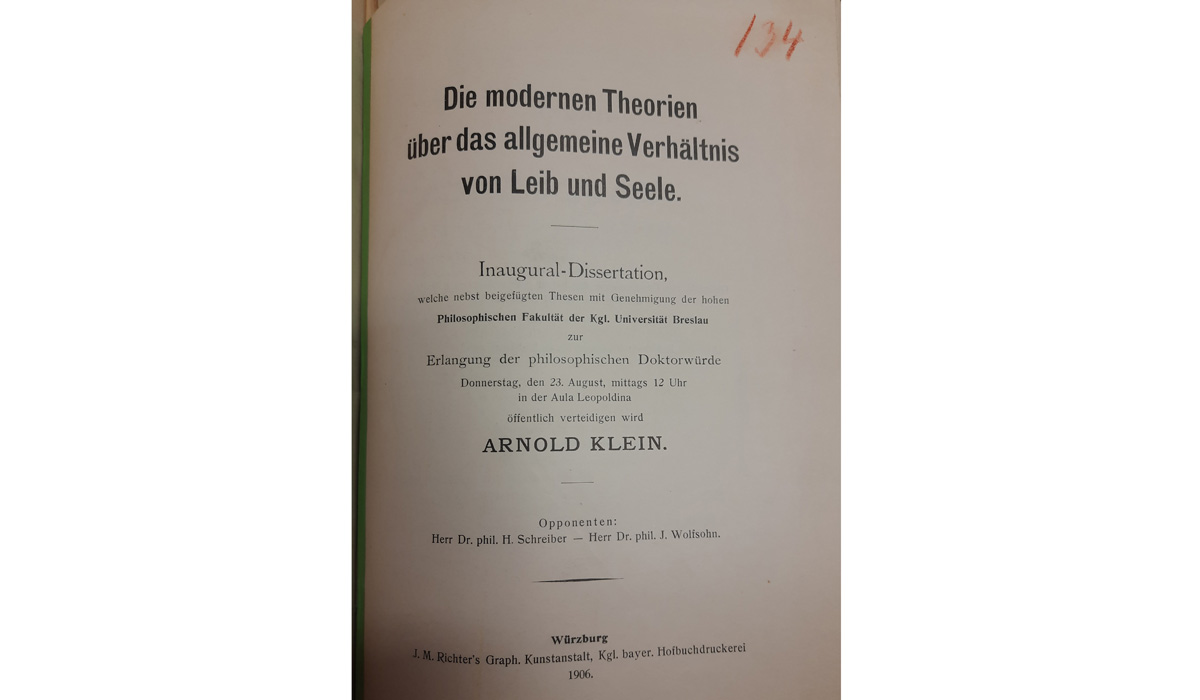 134
Die modernen Theorien
über das allgemeine Verhältnis
von Leib und Seele.
Inaugural-Dissertation,
welche nebst beigefügten Thesen mit Genehmigung der hohen
Philosophischen Fakultät der Kgl. Universität Breslau
zur
Erlangung der philosophischen Doktorwürde
Donnerstag, den 23. August, mittags 12 Uhr
in der Aula Leopoldina
öffentlich verteidigen wird
ARNOLD KLEIN.
Opponenten:
Herr Dr. phil. H. Schreiber — Herr Dr. phil. J. Wolfsohn.
Würzburg
J. M. Richter's Graph. Kunstanstalt, Kgl. bayer. Hofbuchdruckerei
1906.